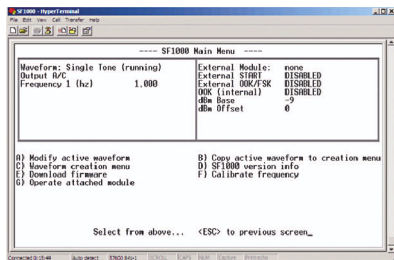 SF1000 - HyperTerminal
File Edit View Call Transfer Help
---- SF1000 Main Menu ----
Waveform: Single Tone (running)
Output A/C
Frequency 1 (hz) 1.000
External Module: none
External START DISABLED
External OOK/FSK DISABLED
OOK (internal) DISABLED
dBm Base -9
dBm Offset 0
A) Modify active waveform
B) Copy active waveform to creation menu
C) Waveform creation menu
D) SF1000 version info
E) Download firmware
F) Calibrate frequency
G) Operate attached module
Select from above... <ESC> to previous screen_
Connected 0:15:48 Auto detect 57600 8-N-1 SCROLL CAPS NUM Capture Print echo